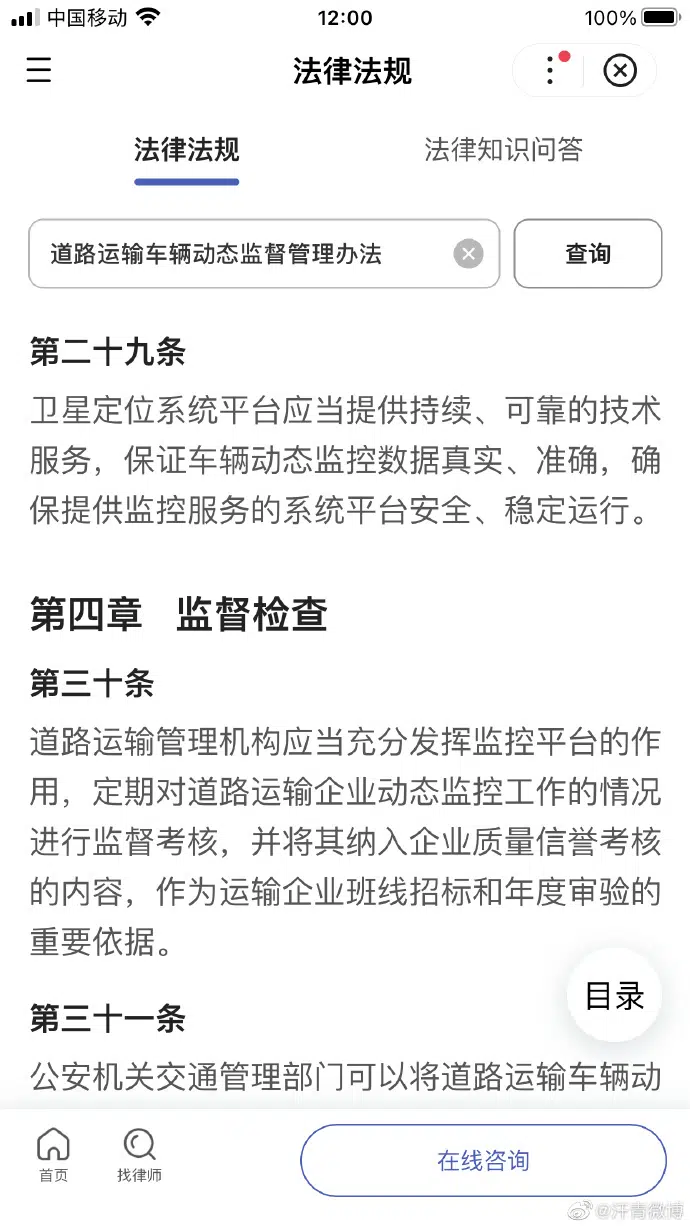 中国移动 12:00 100%
法律法规
法律法规 法律知识问答
道路运输车辆动态监督管理办法 查询
第二十九条
卫星定位系统平台应当提供持续、可靠的技术
服务，保证车辆动态监控数据真实、准确，确
保提供监控服务的系统平台安全、稳定运行。
第四章 监督检查
第三十条
道路运输管理机构应当充分发挥监控平台的作
用，定期对道路运输企业动态监控工作的情况
进行监督考核，并将其纳入企业质量信誉考核
的内容，作为运输企业班线招标和年度审验的
重要依据。
目录
第三十一条
公安机关交通管理部门可以将道路运输车辆动
首页 找律师 在线咨询
@汗青微博